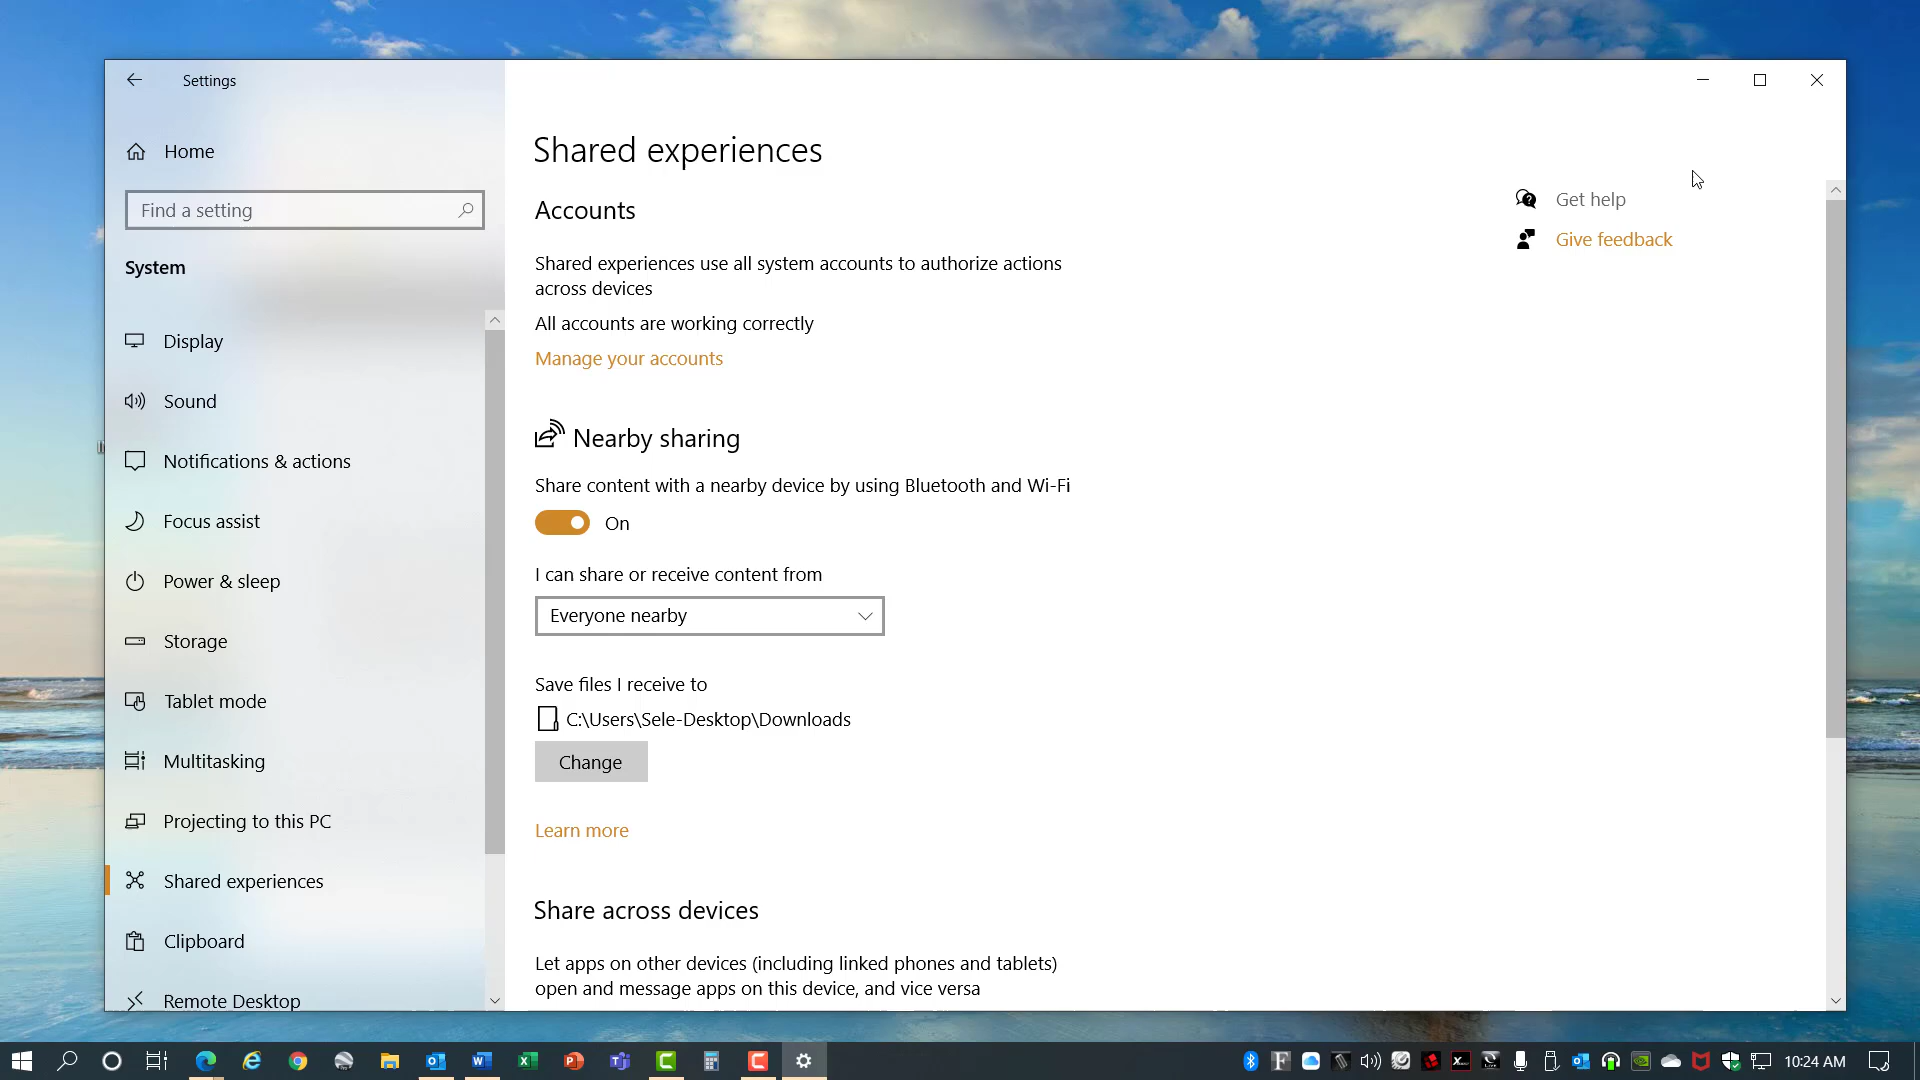 Settings
Home
Find a setting
System
Display
Sound
Notifications & actions
Focus assist
Power & sleep
Storage
Tablet mode
Multitasking
Projecting to this PC
Shared experiences
Clipboard
Remote Desktop
Shared experiences
Accounts
Shared experiences use all system accounts to authorize actions
across devices
All accounts are working correctly
Manage your accounts
Nearby sharing
Share content with a nearby device by using Bluetooth and Wi-Fi
On
I can share or receive content from
Everyone nearby
Save files I receive to
C:\Users\Sele-Desktop\Downloads
Change
Learn more
Share across devices
Let apps on other devices (including linked phones and tablets)
open and message apps on this device, and vice versa
Get help
Give feedback
10:24 AM